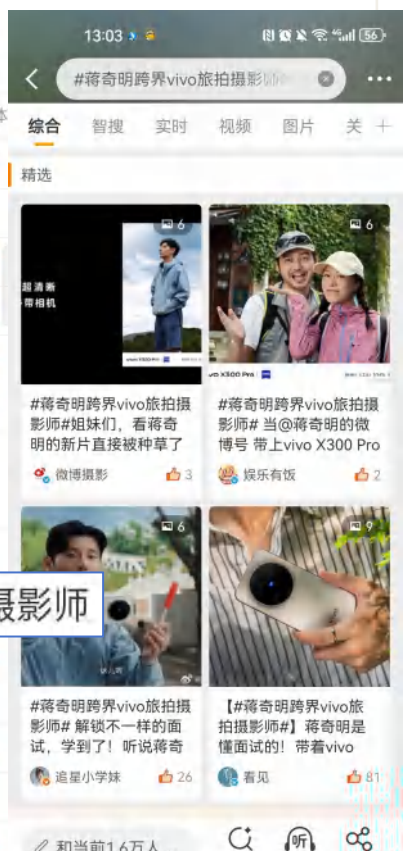 13:03
56
#蒋奇明跨界vivo旅拍摄影
综合 智搜 实时 视频 图片 关
精选
6
超清晰
带相机
6
vo X300 Pro
#蒋奇明跨界vivo旅拍摄
影师#姐妹们，看蒋奇
明的新片直接被种草了
微博摄影 3
#蒋奇明跨界vivo旅拍摄
影师# 当@蒋奇明的微
博号 带上vivo X300 Pro
娱乐有饭 2
6
摄影师
9
#蒋奇明跨界vivo旅拍摄
影师# 解锁不一样的面
试，学到了！听说蒋奇
追星小学妹 26
【#蒋奇明跨界vivo旅
拍摄影师#】蒋奇明是
懂面试的！带着vivo
看见 81
和当前1.6万人
听